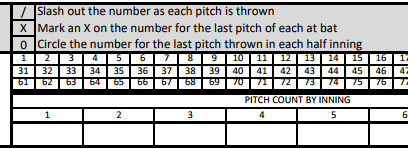 / Slash out the number as each pitch is thrown
X Mark an X on the number for the last pitch of each at bat
0 Circle the number for the last pitch thrown in each half inning
1 2 3 4 5 6 7 8 9 10 11 12 13 14 15 16
31 32 33 34 35 36 37 38 39 40 41 42 43 44 45 46
61 62 63 64 65 66 67 68 69 70 71 72 73 74 75 76
PITCH COUNT BY INNING
1 2 3 4 5 6